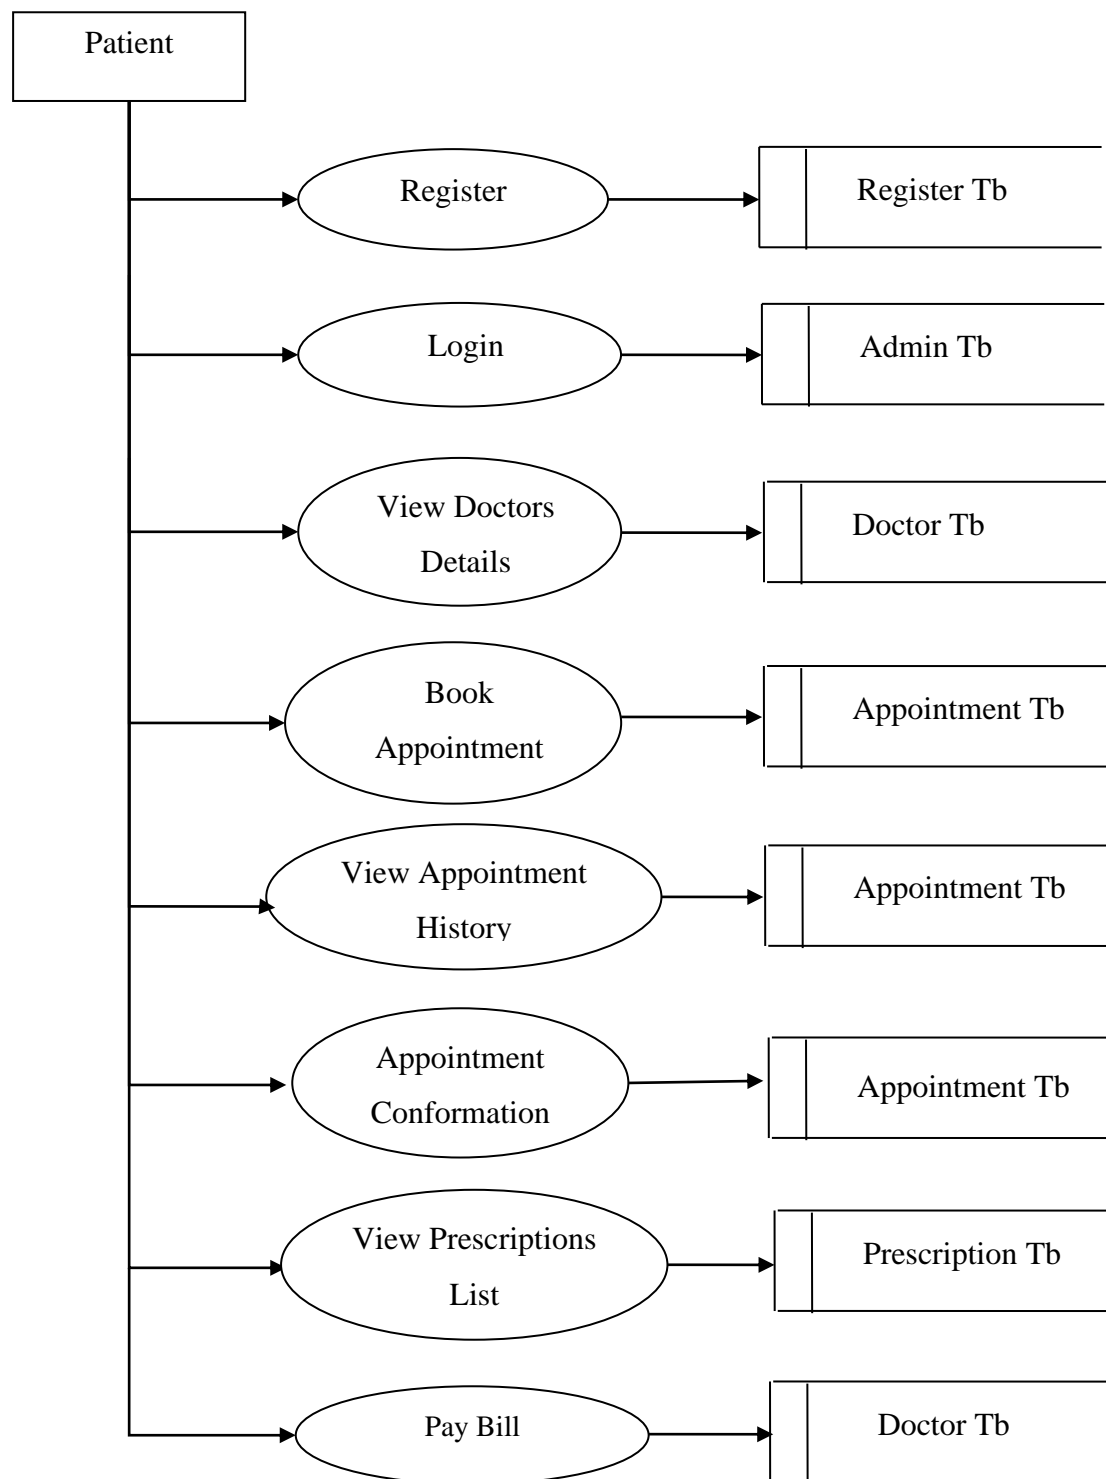 Patient
Register
Register Tb
Login
Admin Tb
View Doctors
Details
Doctor Tb
Book
Appointment
Appointment Tb
View Appointment
History
Appointment Tb
Appointment
Conformation
Appointment Tb
View Prescriptions
List
Prescription Tb
Pay Bill
Doctor Tb